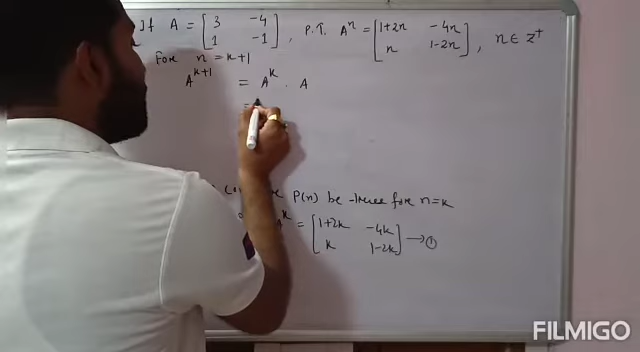 If A = [3 -4 1 -1], P.T. Aⁿ = [1+2n -4n n 1-2n], n ∈ z⁺
For n = k+1
A^{k+1} = A^k . A
=
P(n) be true for n=k
A^k = [1+2k -4k k 1-2k] → ①
FILMIGO